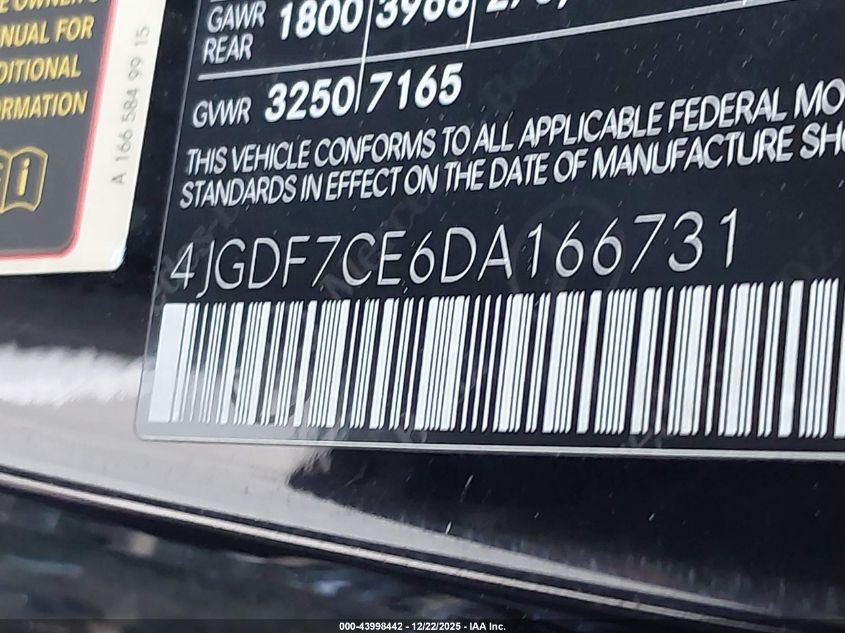 E OWNER'S
NUAL FOR
DITIONAL
ORMATION
i
A 166 584 99 15
GAWR 1800 3968
REAR
GVWR 3250 7165
THIS VEHICLE CONFORMS TO ALL APPLICABLE FEDERAL MO
STANDARDS IN EFFECT ON THE DATE OF MANUFACTURE SH
4JGDF7CE6DA166731
000-43998442 - 12/22/2025 - IAA Inc.